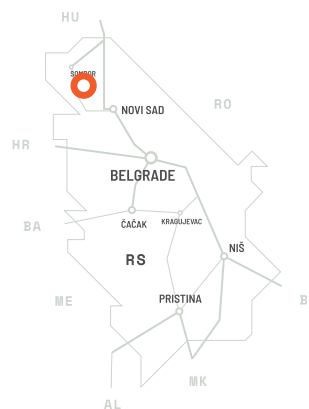 HU
SOMBOR
NOVI SAD
RO
HR
BELGRADE
BA
ČAČAK
KRAGUJEVAC
NIŠ
RS
ME
PRISTINA
B
MK
AL